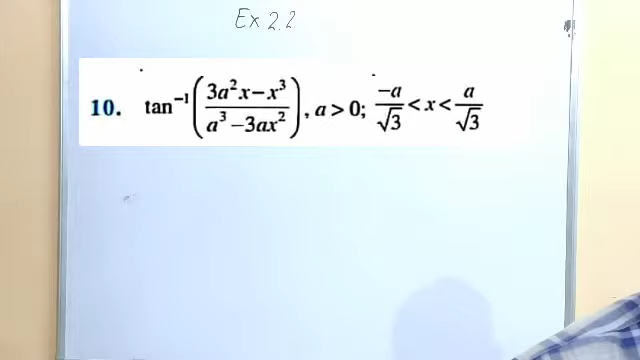 Ex 2.2
10. tan⁻¹((3a²x−x³)/(a³−3ax²)), a > 0; −a/√3 < x < a/√3